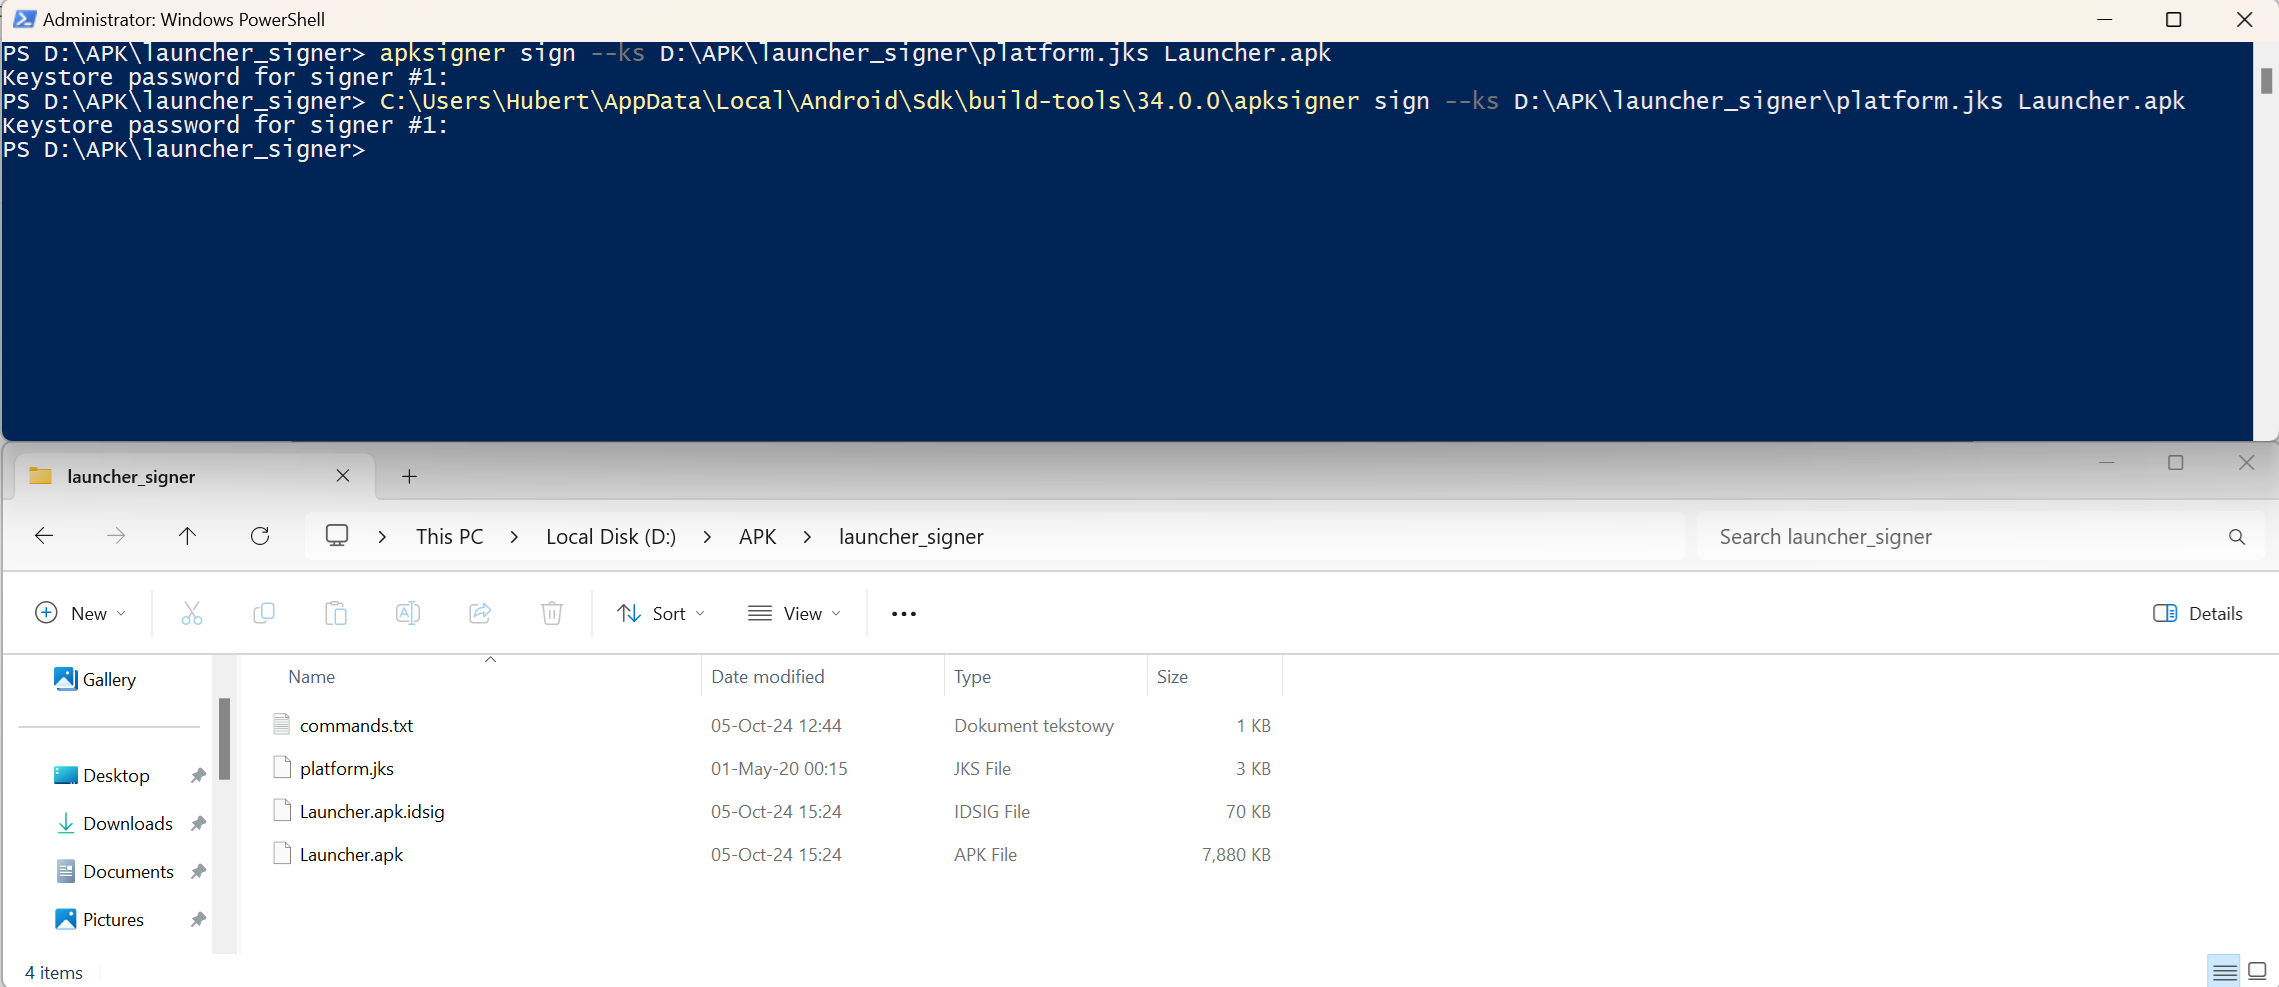 Administrator: Windows PowerShell
PS D:\APK\launcher_signer> apksigner sign --ks D:\APK\launcher_signer\platform.jks Launcher.apk
Keystore password for signer #1:
PS D:\APK\launcher_signer> C:\Users\Hubert\AppData\Local\Android\Sdk\build-tools\34.0.0\apksigner sign --ks D:\APK\launcher_signer\platform.jks Launcher.apk
Keystore password for signer #1:
PS D:\APK\launcher_signer>
launcher_signer
This PC > Local Disk (D:) > APK > launcher_signer
Search launcher_signer
New
Sort
View
Details
Gallery
Desktop
Downloads
Documents
Pictures
Name Date modified Type Size
commands.txt 05-Oct-24 12:44 Dokument tekstowy 1 KB
platform.jks 01-May-20 00:15 JKS File 3 KB
Launcher.apk.idsig 05-Oct-24 15:24 IDSIG File 70 KB
Launcher.apk 05-Oct-24 15:24 APK File 7,880 KB
4 items